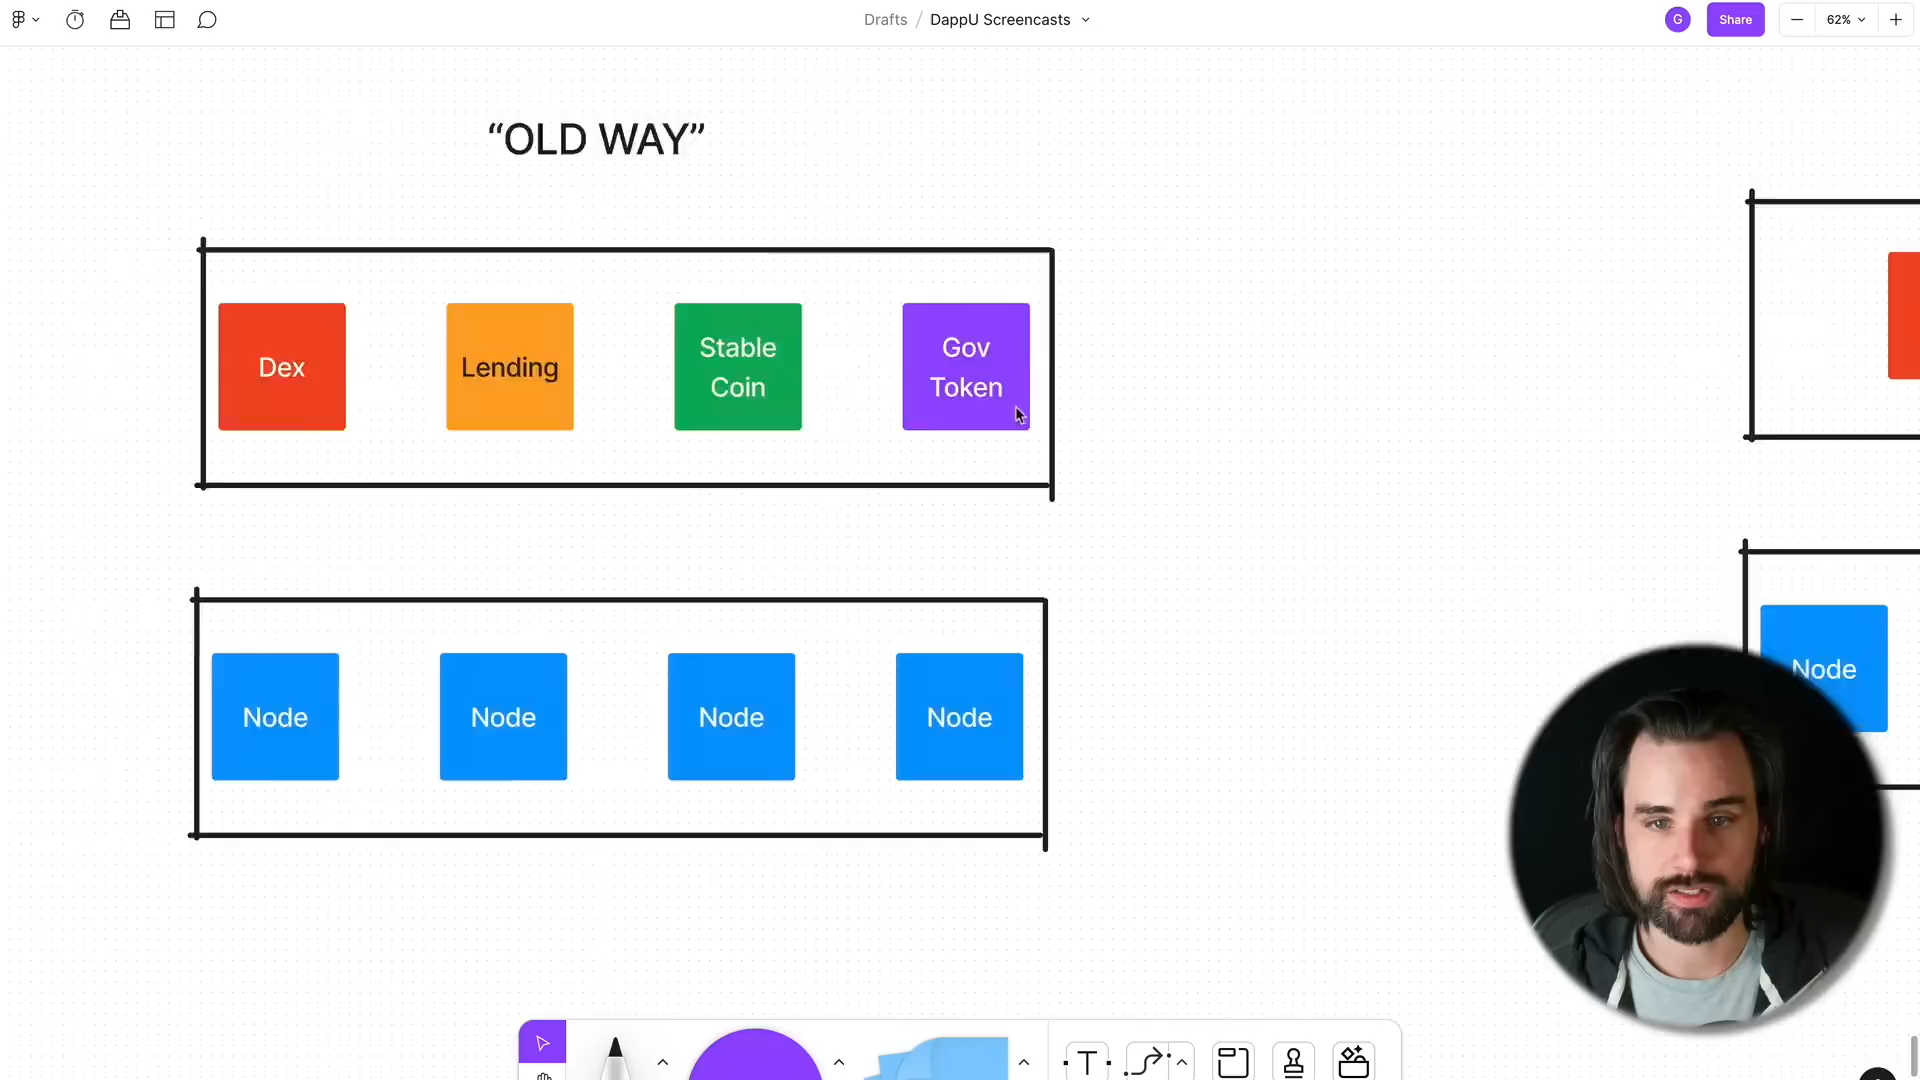 Drafts / DappU Screencasts
G
Share
62%
“OLD WAY”
Dex
Lending
Stable
Coin
Gov
Token
Node
Node
Node
Node
Node
T